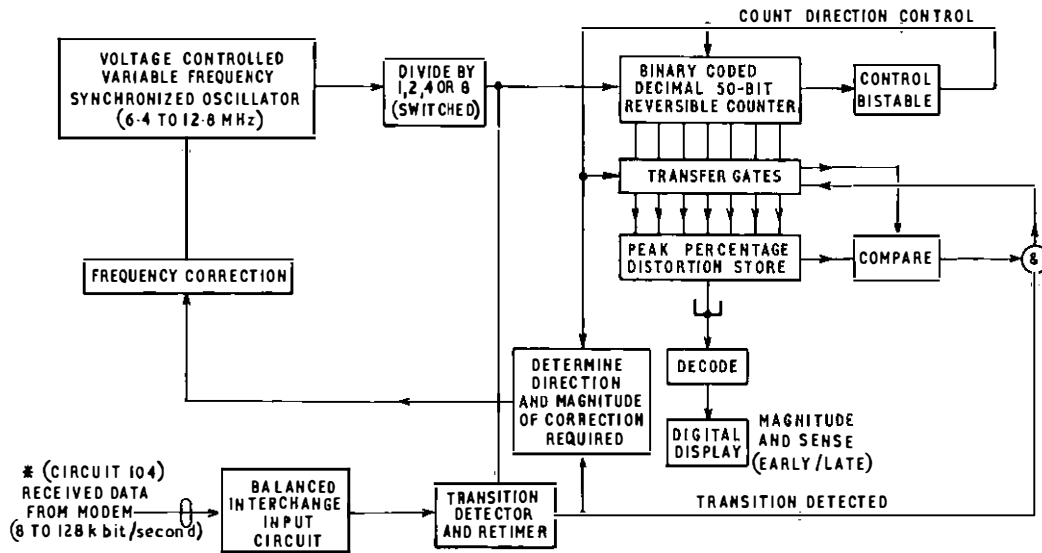 COUNT DIRECTION CONTROL
VOLTAGE CONTROLLED
VARIABLE FREQUENCY
SYNCHRONIZED OSCILLATOR
(6·4 TO 12·8 MHz)
DIVIDE BY
1,2,4 OR 8
(SWITCHED)
BINARY CODED
DECIMAL 50-BIT
REVERSIBLE COUNTER
CONTROL
BISTABLE
TRANSFER GATES
PEAK PERCENTAGE
DISTORTION STORE
COMPARE
&
FREQUENCY CORRECTION
DETERMINE
DIRECTION
AND MAGNITUDE
OF CORRECTION
REQUIRED
DECODE
DIGITAL
DISPLAY
MAGNITUDE
AND SENSE
(EARLY/LATE)
* (CIRCUIT 104)
RECEIVED DATA
FROM MODEM
(8 TO 128 k bit/second)
BALANCED
INTERCHANGE
INPUT
CIRCUIT
TRANSITION
DETECTOR
AND RETIMER
TRANSITION DETECTED